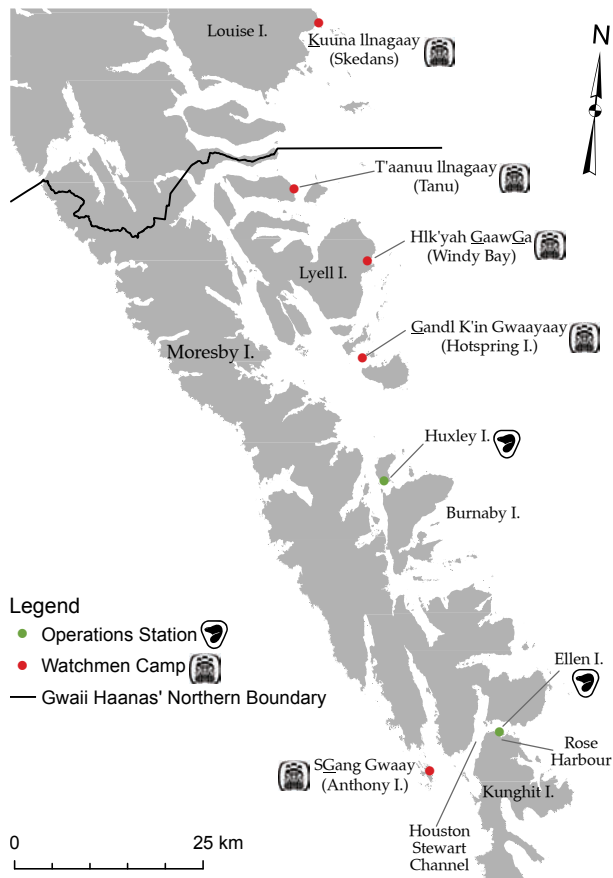 Louise I.
N
Kuuna llnagaay
(Skedans)
T'aanuu llnagaay
(Tanu)
Hlk'yah GaawGa
(Windy Bay)
Lyell I.
Gandl K'in Gwaayaay
(Hotspring I.)
Moresby I.
Huxley I.
Burnaby I.
Legend
Operations Station
Watchmen Camp
Gwaii Haanas' Northern Boundary
Ellen I.
Rose
Harbour
SGang Gwaay
(Anthony I.)
Kunghit I.
Houston
Stewart
Channel
0 25 km